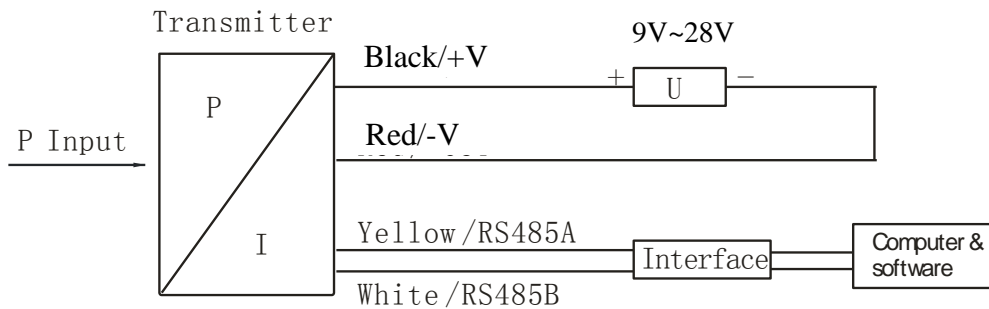 Transmitter
9V~28V
Black/+V
+ U −
P
P Input
Red/-V
I
Yellow/RS485A
Interface
Computer &
software
White/RS485B